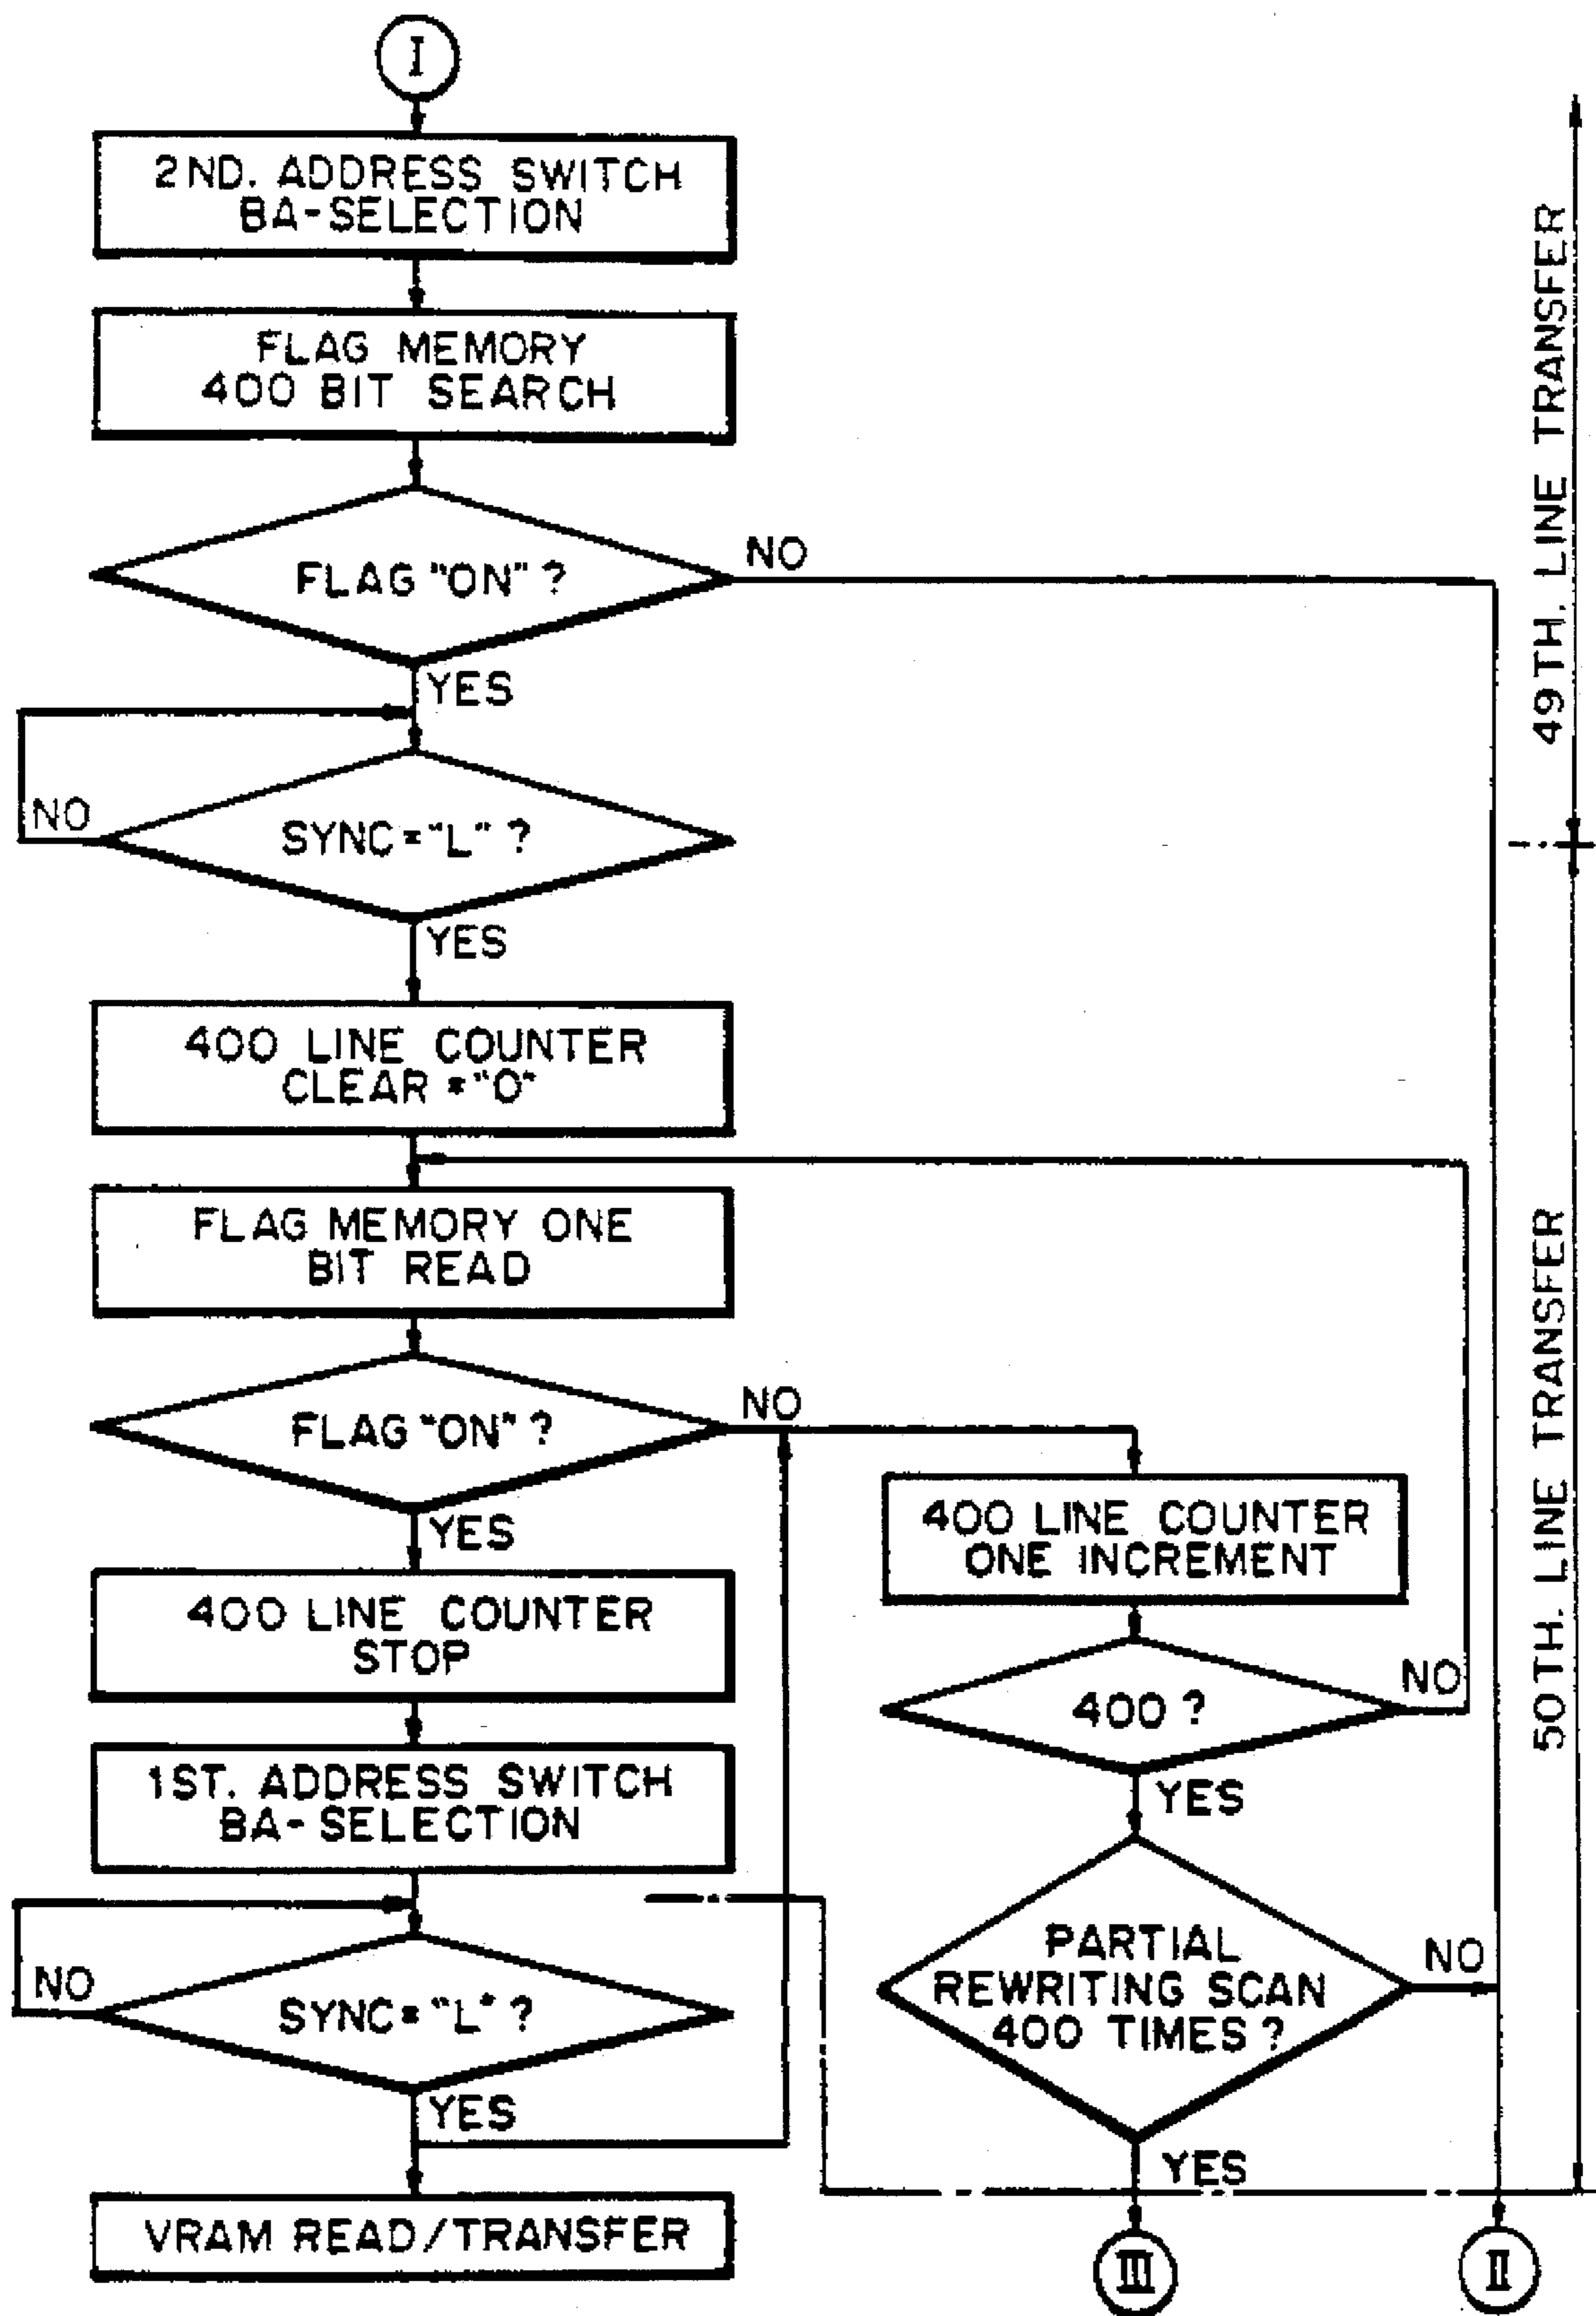 I
2ND. ADDRESS SWITCH
BA-SELECTION
FLAG MEMORY
400 BIT SEARCH
FLAG "ON" ?
NO
YES
NO
SYNC="L" ?
YES
400 LINE COUNTER
CLEAR = "0"
FLAG MEMORY ONE
BIT READ
FLAG "ON" ?
NO
YES
400 LINE COUNTER
STOP
1ST. ADDRESS SWITCH
BA-SELECTION
NO
SYNC="L" ?
YES
VRAM READ/TRANSFER
400 LINE COUNTER
ONE INCREMENT
400 ?
NO
YES
PARTIAL
REWRITING SCAN
400 TIMES ?
NO
YES
III
II
49TH. LINE TRANSFER
50TH. LINE TRANSFER